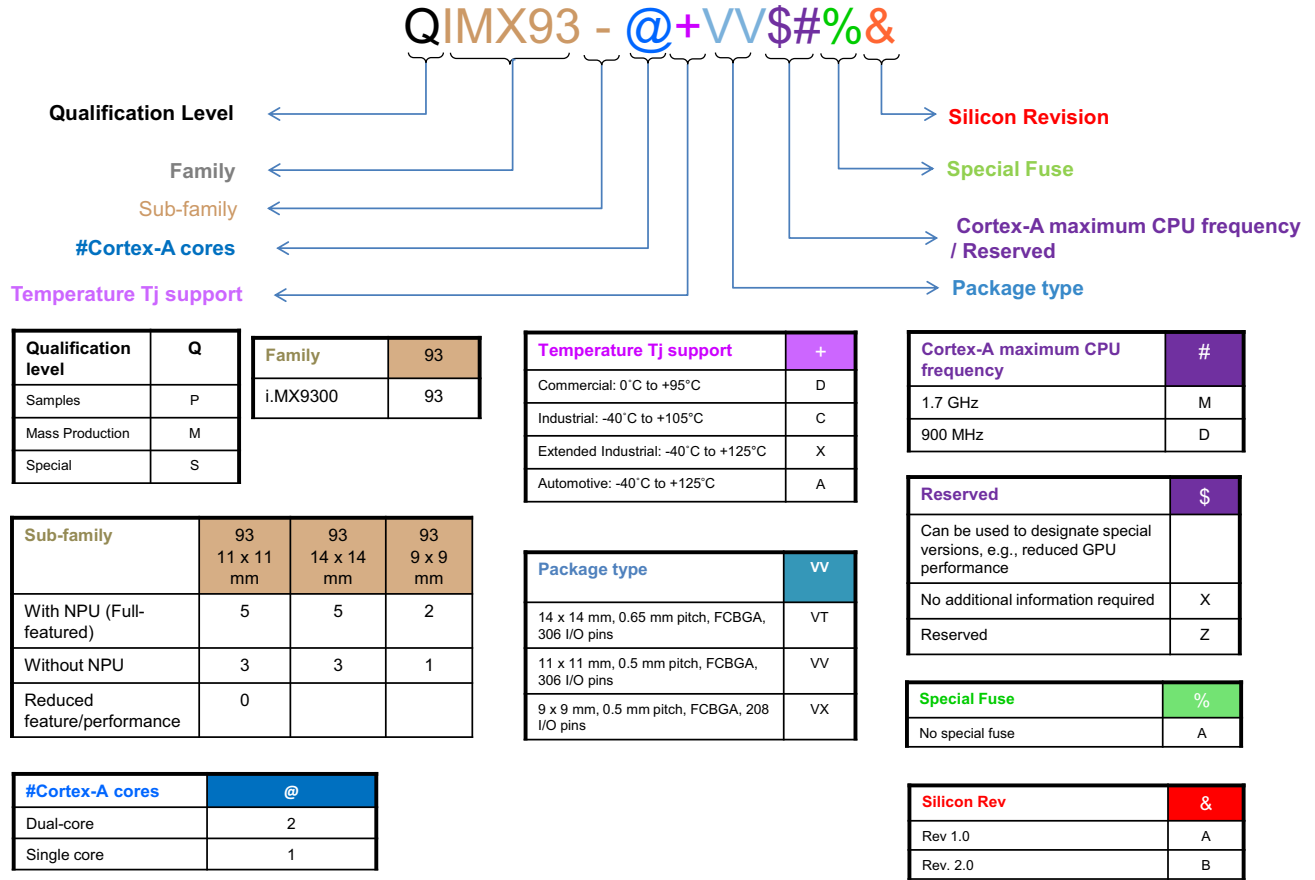 QIMX93 - @+VV$#%&
Qualification Level
Family
Sub-family
#Cortex-A cores
Temperature Tj support
Silicon Revision
Special Fuse
Cortex-A maximum CPU frequency
/ Reserved
Package type
Qualification
level
Q
Samples
P
Mass Production
M
Special
S
Family
93
i.MX9300
93
Sub-family
93
11 x 11
mm
93
14 x 14
mm
93
9 x 9
mm
With NPU (Full-
featured)
5
5
2
Without NPU
3
3
1
Reduced
feature/performance
0
#Cortex-A cores
@
Dual-core
2
Single core
1
Temperature Tj support
+
Commercial: 0˚C to +95°C
D
Industrial: -40˚C to +105°C
C
Extended Industrial: -40˚C to +125°C
X
Automotive: -40˚C to +125˚C
A
Package type
VV
14 x 14 mm, 0.65 mm pitch, FCBGA,
306 I/O pins
VT
11 x 11 mm, 0.5 mm pitch, FCBGA,
306 I/O pins
VV
9 x 9 mm, 0.5 mm pitch, FCBGA, 208
I/O pins
VX
Cortex-A maximum CPU
frequency
#
1.7 GHz
M
900 MHz
D
Reserved
$
Can be used to designate special
versions, e.g., reduced GPU
performance
No additional information required
X
Reserved
Z
Special Fuse
%
No special fuse
A
Silicon Rev
&
Rev 1.0
A
Rev. 2.0
B